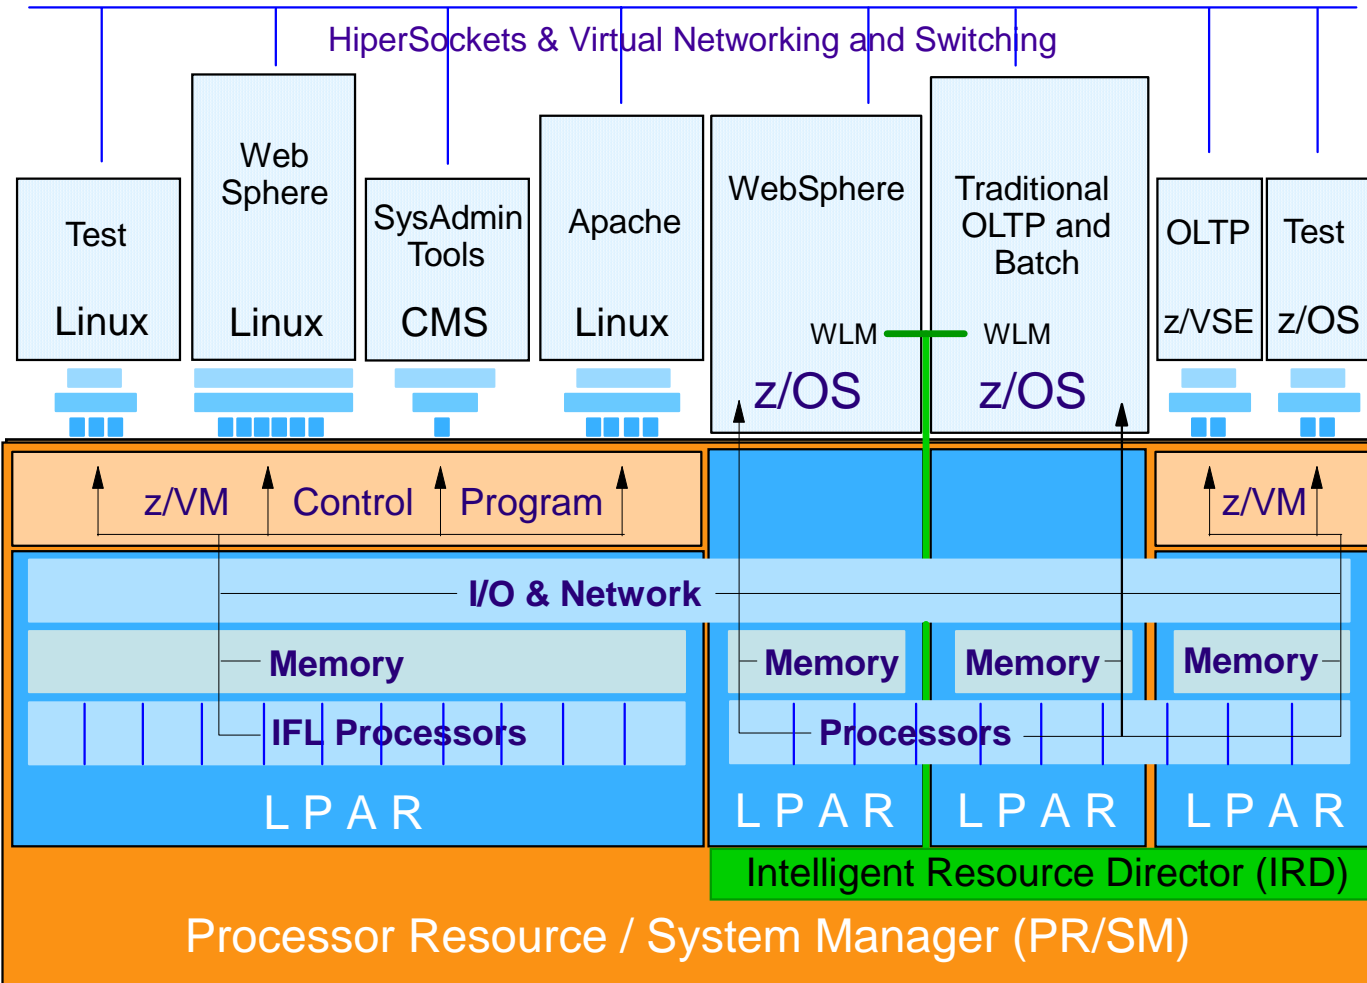 HiperSockets & Virtual Networking and Switching
Test
Linux
Web
Sphere
Linux
SysAdmin
Tools
CMS
Apache
Linux
WebSphere
WLM
z/OS
Traditional
OLTP and
Batch
WLM
z/OS
OLTP
z/VSE
Test
z/OS
z/VM Control Program
z/VM
I/O & Network
Memory
Memory
Memory
Memory
IFL Processors
Processors
L P A R
L P A R
L P A R
L P A R
Intelligent Resource Director (IRD)
Processor Resource / System Manager (PR/SM)